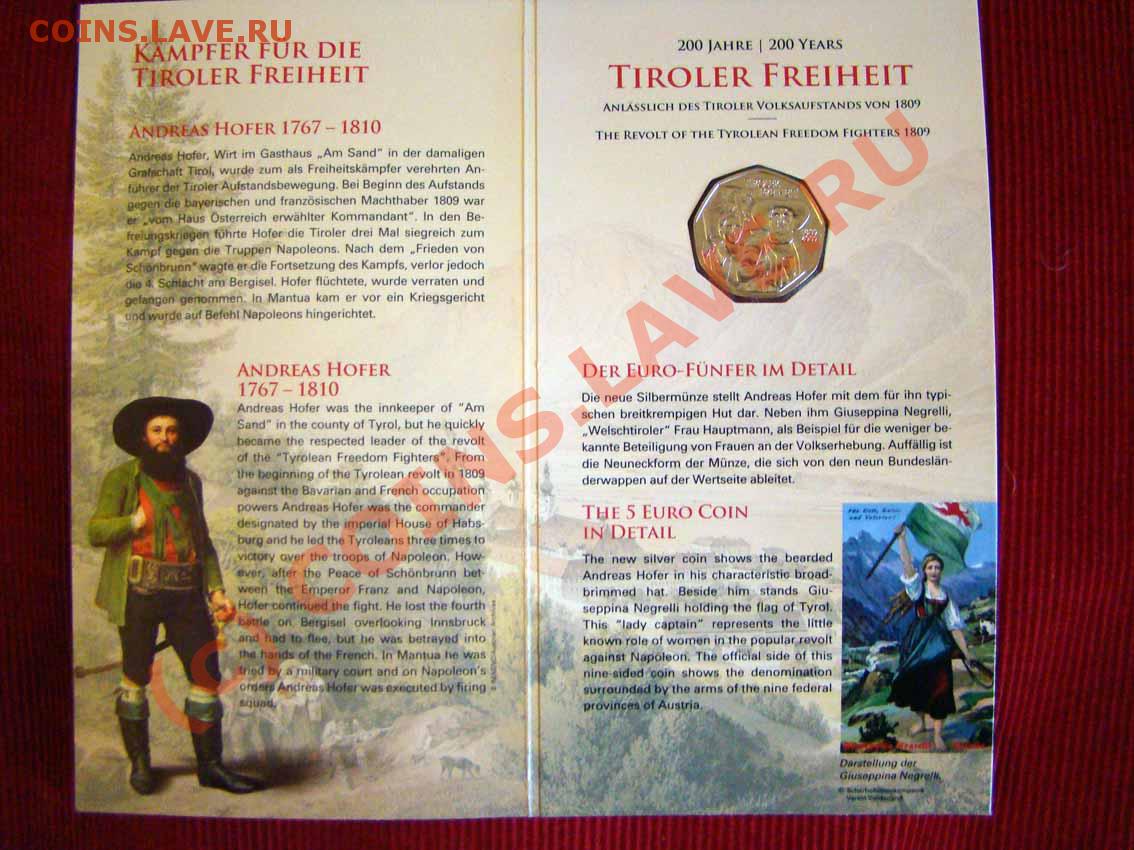 COINS.LAVE.RU
KÄMPFER FÜR DIE
TIROLER FREIHEIT
ANDREAS HOFER 1767 – 1810
Andreas Hofer, Wirt im Gasthaus „Am Sand“ in der damaligen
Grafschaft Tirol, wurde zum als Freiheitskämpfer verehrten An-
führer der Tiroler Aufstandsbewegung. Bei Beginn des Aufstands
gegen die bayerischen und französischen Machthaber 1809 war
er „vom Haus Österreich erwählter Kommandant“. In den Be-
freiungskriegen führte Hofer die Tiroler drei Mal siegreich zum
Kampf gegen die Truppen Napoleons. Nach dem „Frieden von
Schönbrunn“ wagte er die Fortsetzung des Kampfs, verlor jedoch
die 4. Schlacht am Bergisel. Hofer flüchtete, wurde verraten und
gefangen genommen. In Mantua kam er vor ein Kriegsgericht
und wurde auf Befehl Napoleons hingerichtet.
ANDREAS HOFER
1767 – 1810
Andreas Hofer was the innkeeper of “Am
Sand” in the county of Tyrol, but he quickly
became the respected leader of the revolt
of the “Tyrolean Freedom Fighters”. From
the beginning of the Tyrolean revolt in 1809
against the Bavarian and French occupation
powers Andreas Hofer was the commander
designated by the imperial House of Habs-
burg and he led the Tyroleans three times to
victory over the troops of Napoleon. How-
ever, after the Peace of Schönbrunn bet-
ween the Emperor Franz and Napoleon,
Hofer continued the fight. He lost the fourth
battle on Bergisel overlooking Innsbruck
and had to flee, but he was betrayed into
the hands of the French. In Mantua he was
tried by a military court and on Napoleon's
orders Andreas Hofer was executed by firing
squad.
200 JAHRE | 200 YEARS
TIROLER FREIHEIT
ANLÄSSLICH DES TIROLER VOLKSAUFSTANDS VON 1809
THE REVOLT OF THE TYROLEAN FREEDOM FIGHTERS 1809
TIROLER
FREIHEIT
1809
2009
DER EURO-FÜNFER IM DETAIL
Die neue Silbermünze stellt Andreas Hofer mit dem für ihn typi-
schen breitkrempigen Hut dar. Neben ihm Giuseppina Negrelli,
„Welschtiroler“ Frau Hauptmann, als Beispiel für die weniger be-
kannte Beteiligung von Frauen an der Volkserhebung. Auffällig ist
die Neuneckform der Münze, die sich von den neun Bundeslän-
derwappen auf der Wertseite ableitet.
THE 5 EURO COIN
IN DETAIL
The new silver coin shows the bearded
Andreas Hofer in his characteristic broad-
brimmed hat. Beside him stands Giu-
seppina Negrelli holding the flag of Tyrol.
This “lady captain” represents the little
known role of women in the popular revolt
against Napoleon. The official side of this
nine-sided coin shows the denomination
surrounded by the arms of the nine federal
provinces of Austria.
Für Gott, Kaiser
und Vaterland!
Darstellung der
Giuseppina Negrelli
(c) COINS.LAVE.RU